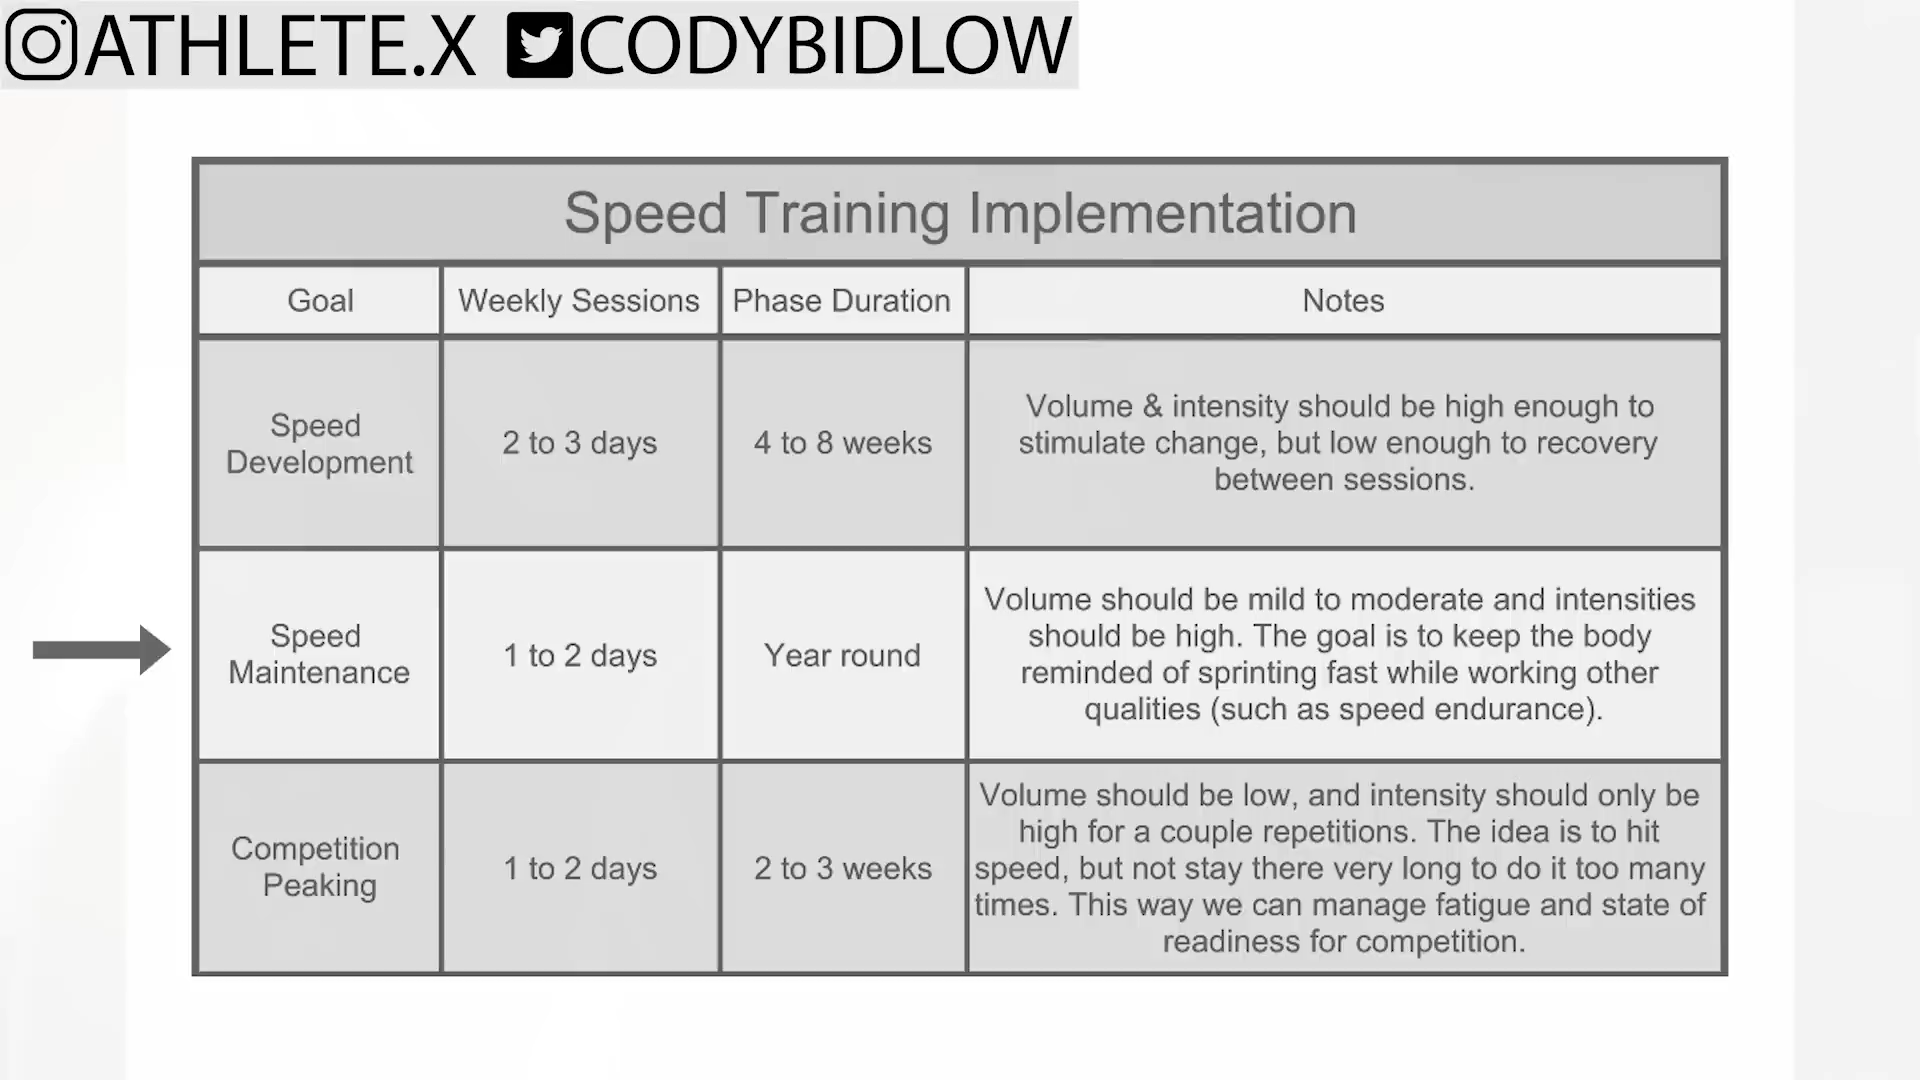 ATHLETE.X CODYBIDLOW
Speed Training Implementation
Goal
Weekly Sessions
Phase Duration
Notes
Speed
Development
2 to 3 days
4 to 8 weeks
Volume & intensity should be high enough to
stimulate change, but low enough to recovery
between sessions.
Speed
Maintenance
1 to 2 days
Year round
Volume should be mild to moderate and intensities
should be high. The goal is to keep the body
reminded of sprinting fast while working other
qualities (such as speed endurance).
Competition
Peaking
1 to 2 days
2 to 3 weeks
Volume should be low, and intensity should only be
high for a couple repetitions. The idea is to hit
speed, but not stay there very long to do it too many
times. This way we can manage fatigue and state of
readiness for competition.